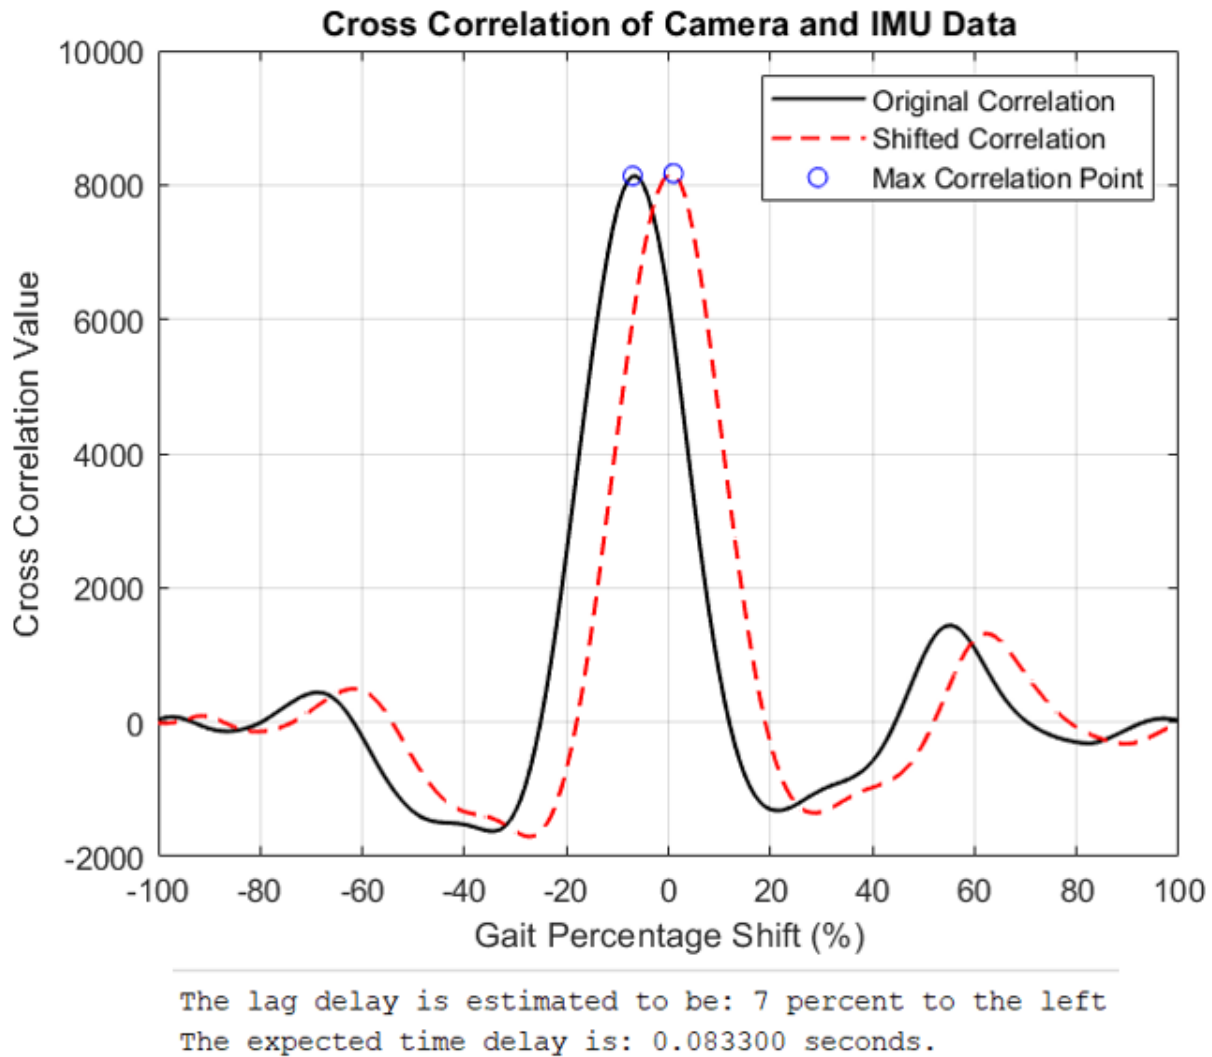 Cross Correlation of Camera and IMU Data
10000
8000
6000
4000
2000
0
-2000
Cross Correlation Value
Original Correlation
Shifted Correlation
Max Correlation Point
-100 -80 -60 -40 -20 0 20 40 60 80 100
Gait Percentage Shift (%)
The lag delay is estimated to be: 7 percent to the left
The expected time delay is: 0.083300 seconds.